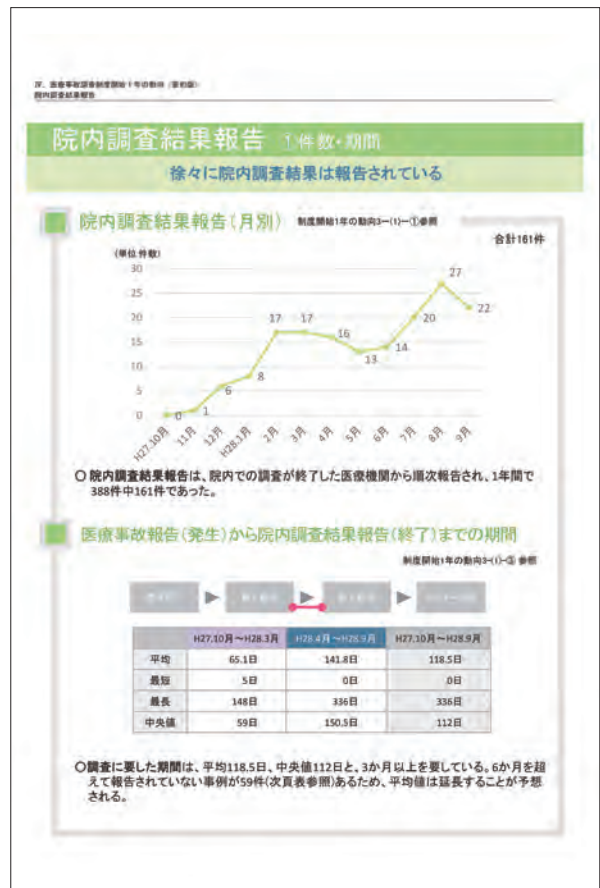 Ⅳ. 医療事故調査制度開始1年の動向(要約版)
院内調査結果報告
院内調査結果報告 1件数・期間
徐々に院内調査結果は報告されている
院内調査結果報告(月別) 制度開始1年の動向3ー(1)ー①参照
合計161件
(単位 件数)
30
25
20
15
10
5
0
0
1
6
8
17
17
16
13
14
20
27
22
H27.10月 11月 12月 H28.1月 2月 3月 4月 5月 6月 7月 8月 9月
〇 院内調査結果報告は、院内での調査が終了した医療機関から順次報告され、1年間で
388件中161件であった。
医療事故報告(発生)から院内調査結果報告(終了)までの期間
制度開始1年の動向3-(1)-③ 参照
H27.10月～H28.3月 H28.4月～H28.9月 H27.10月～H28.9月
平均 65.1日 141.8日 118.5日
最短 5日 0日 0日
最長 148日 336日 336日
中央値 59日 150.5日 112日
〇調査に要した期間は、平均118.5日、中央値112日と、3か月以上を要している。6か月を超
えて報告されていない事例が59件(次頁表参照)あるため、平均値は延長することが予想
される。